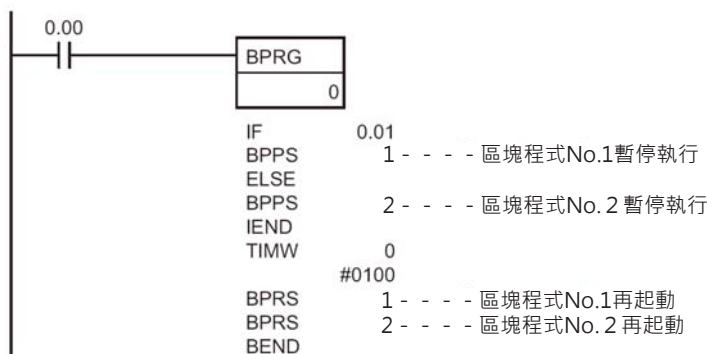 0.00
BPRG
0
IF 0.01
BPPS 1 - - - - 區塊程式No.1暫停執行
ELSE
BPPS 2 - - - - 區塊程式No.2暫停執行
IEND
TIMW 0
#0100
BPRS 1 - - - - 區塊程式No.1再起動
BPRS 2 - - - - 區塊程式No.2再起動
BEND